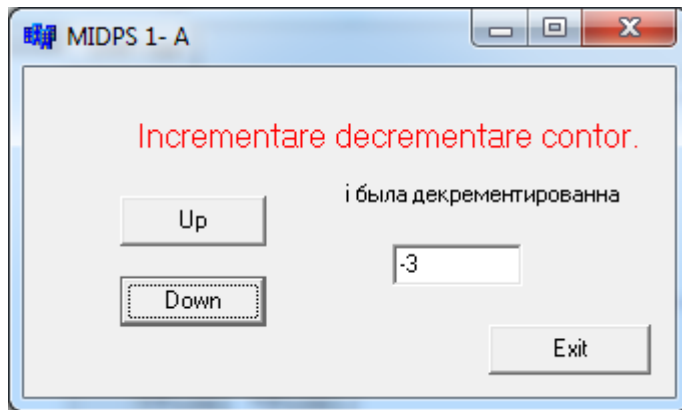 MIDPS 1- A
Incrementare decrementare contor.
i была декрементированна
Up
-3
Down
Exit